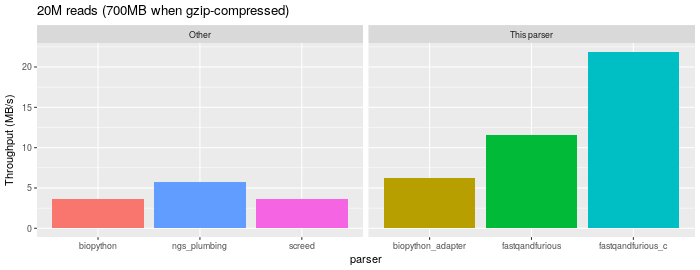 20M reads (700MB when gzip-compressed)
Other
This parser
Throughput (MB/s)
20
15
10
5
0
biopython
ngs_plumbing
screed
biopython_adapter
fastqandfurious
fastqandfurious_c
parser